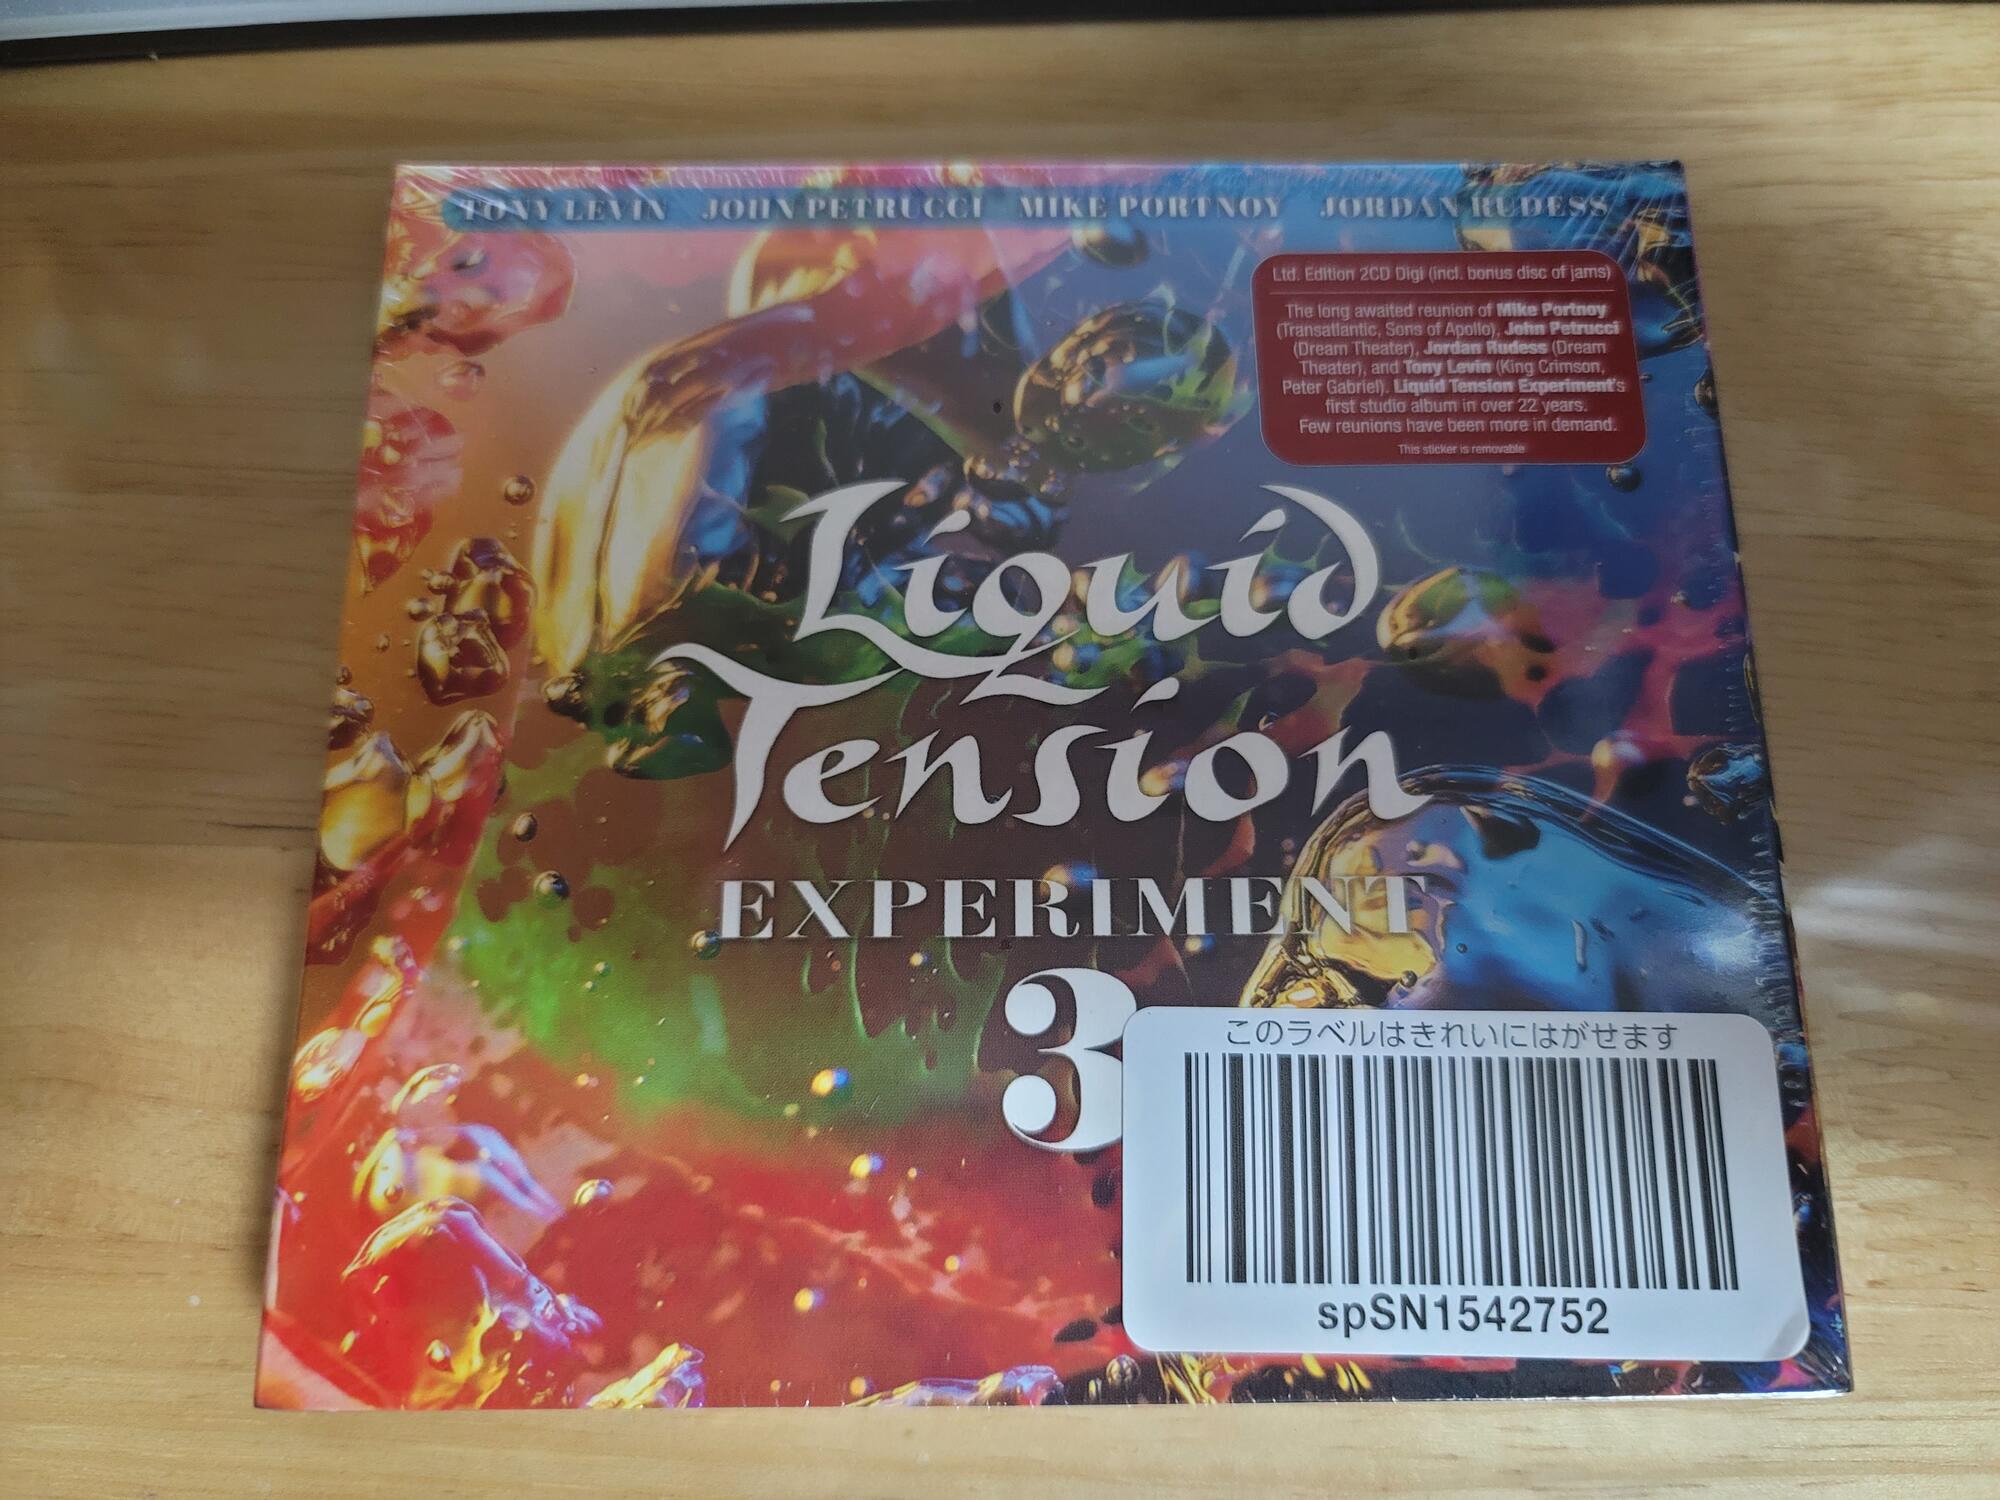 TONY LEVIN JOHN PETRUCCI MIKE PORTNOY JORDAN RUDESS
Ltd. Edition 2CD Digi (incl. bonus disc of jams)
The long awaited reunion of Mike Portnoy
(Transatlantic, Sons of Apollo), John Petrucci
(Dream Theater), Jordan Rudess (Dream
Theater), and Tony Levin (King Crimson,
Peter Gabriel). Liquid Tension Experiment's
first studio album in over 22 years.
Few reunions have been more in demand.
This sticker is removable
Liquid
Tension
EXPERIMENT
3
このラベルはきれいにはがせます
spSN1542752